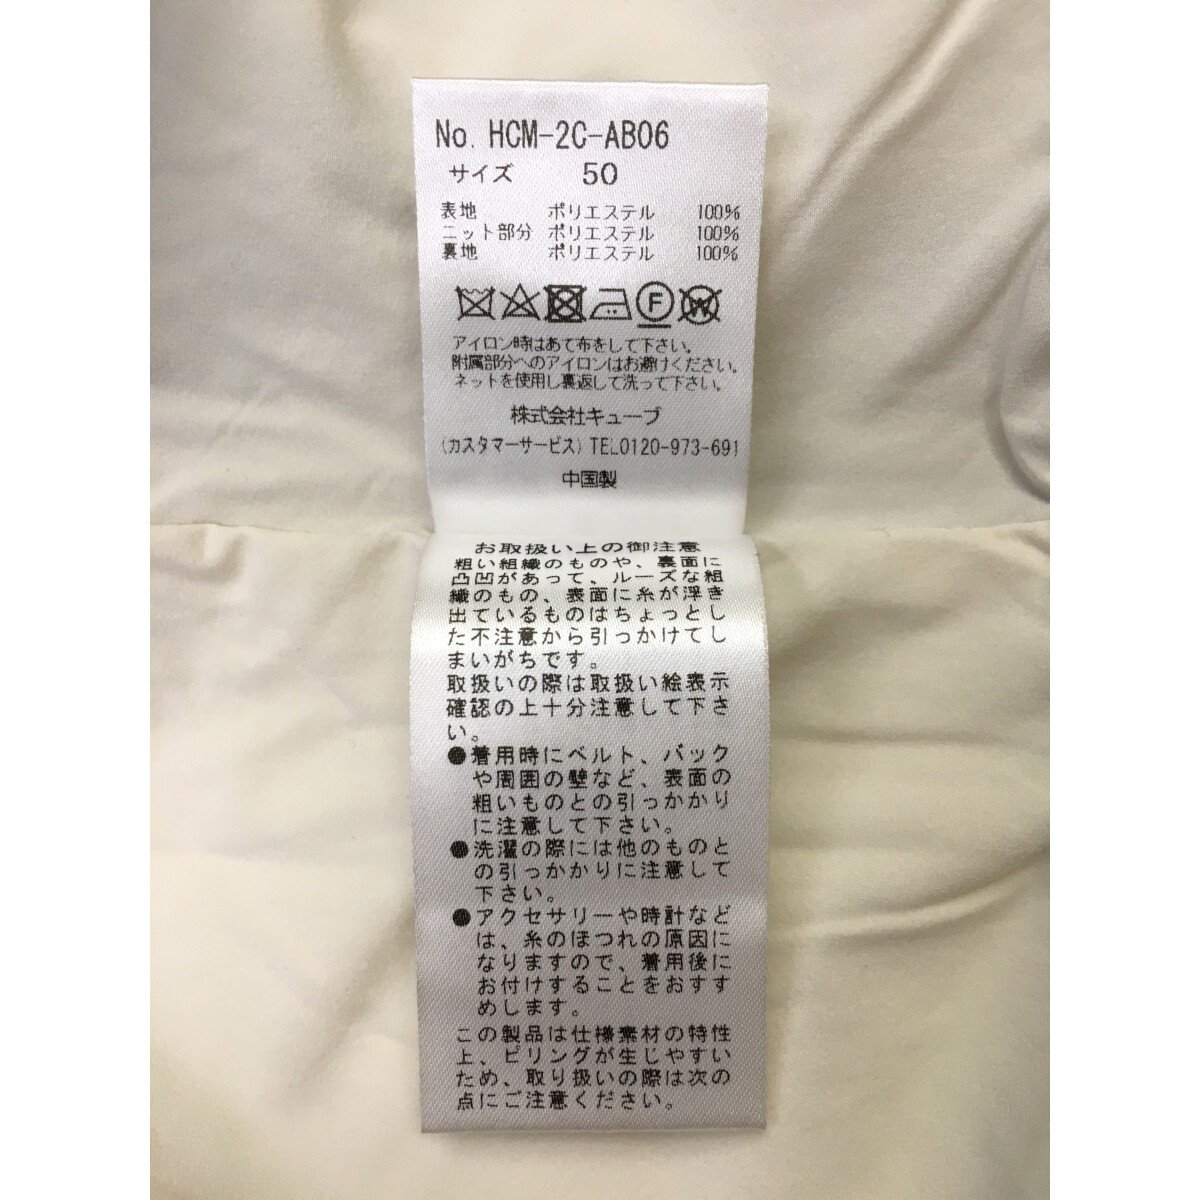 No. HCM-2C-AB06
サイズ 50
表地 ポリエステル 100%
ニット部分 ポリエステル 100%
裏地 ポリエステル 100%
F W
アイロン時はあて布をして下さい。
附属部分へのアイロンはお避けください。
ネットを使用し裏返して洗って下さい。
株式会社キューブ
(カスタマーサービス) TEL0120-973-691
中国製
お取扱い上の御注意
粗い組織のものや、裏面に
凸凹があって、ルーズな組
織のもの、表面に糸が浮き
出ているものはちょっとし
た不注意から引っかけてし
まいがちです。
取扱いの際は取扱い絵表示
確認の上十分注意して下さ
い。
●着用時にベルト、バック
や周囲の壁など、表面の
粗いものとの引っかかり
に注意して下さい。
●洗濯の際には他のものと
の引っかかりに注意して
下さい。
●アクセサリーや時計など
は、糸のほつれの原因に
なりますので、着用後に
お付けすることをおすす
めします。
この製品は仕様素材の特性
上、ピリングが生じやすい
ため、取り扱いの際は次の
点にご注意ください。